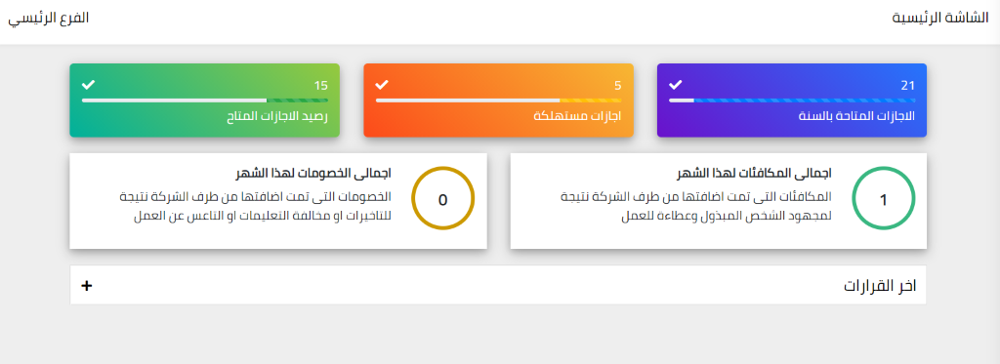 الشاشة الرئيسية
الفرع الرئيسي
21
الاجازات المتاحة بالسنة
5
اجازات مستهلكة
15
رصيد الاجازات المتاح
1
اجمالى المكافئات لهذا الشهر
المكافئات التى تمت اضافتها من طرف الشركة نتيجة
لمجهود الشخص المبذول وعطاءة للعمل
0
اجمالى الخصومات لهذا الشهر
الخصومات التى تمت اضافتها من طرف الشركة نتيجة
للتاخيرات او مخالفة التعليمات او التاعس عن العمل
اخر القرارات
+